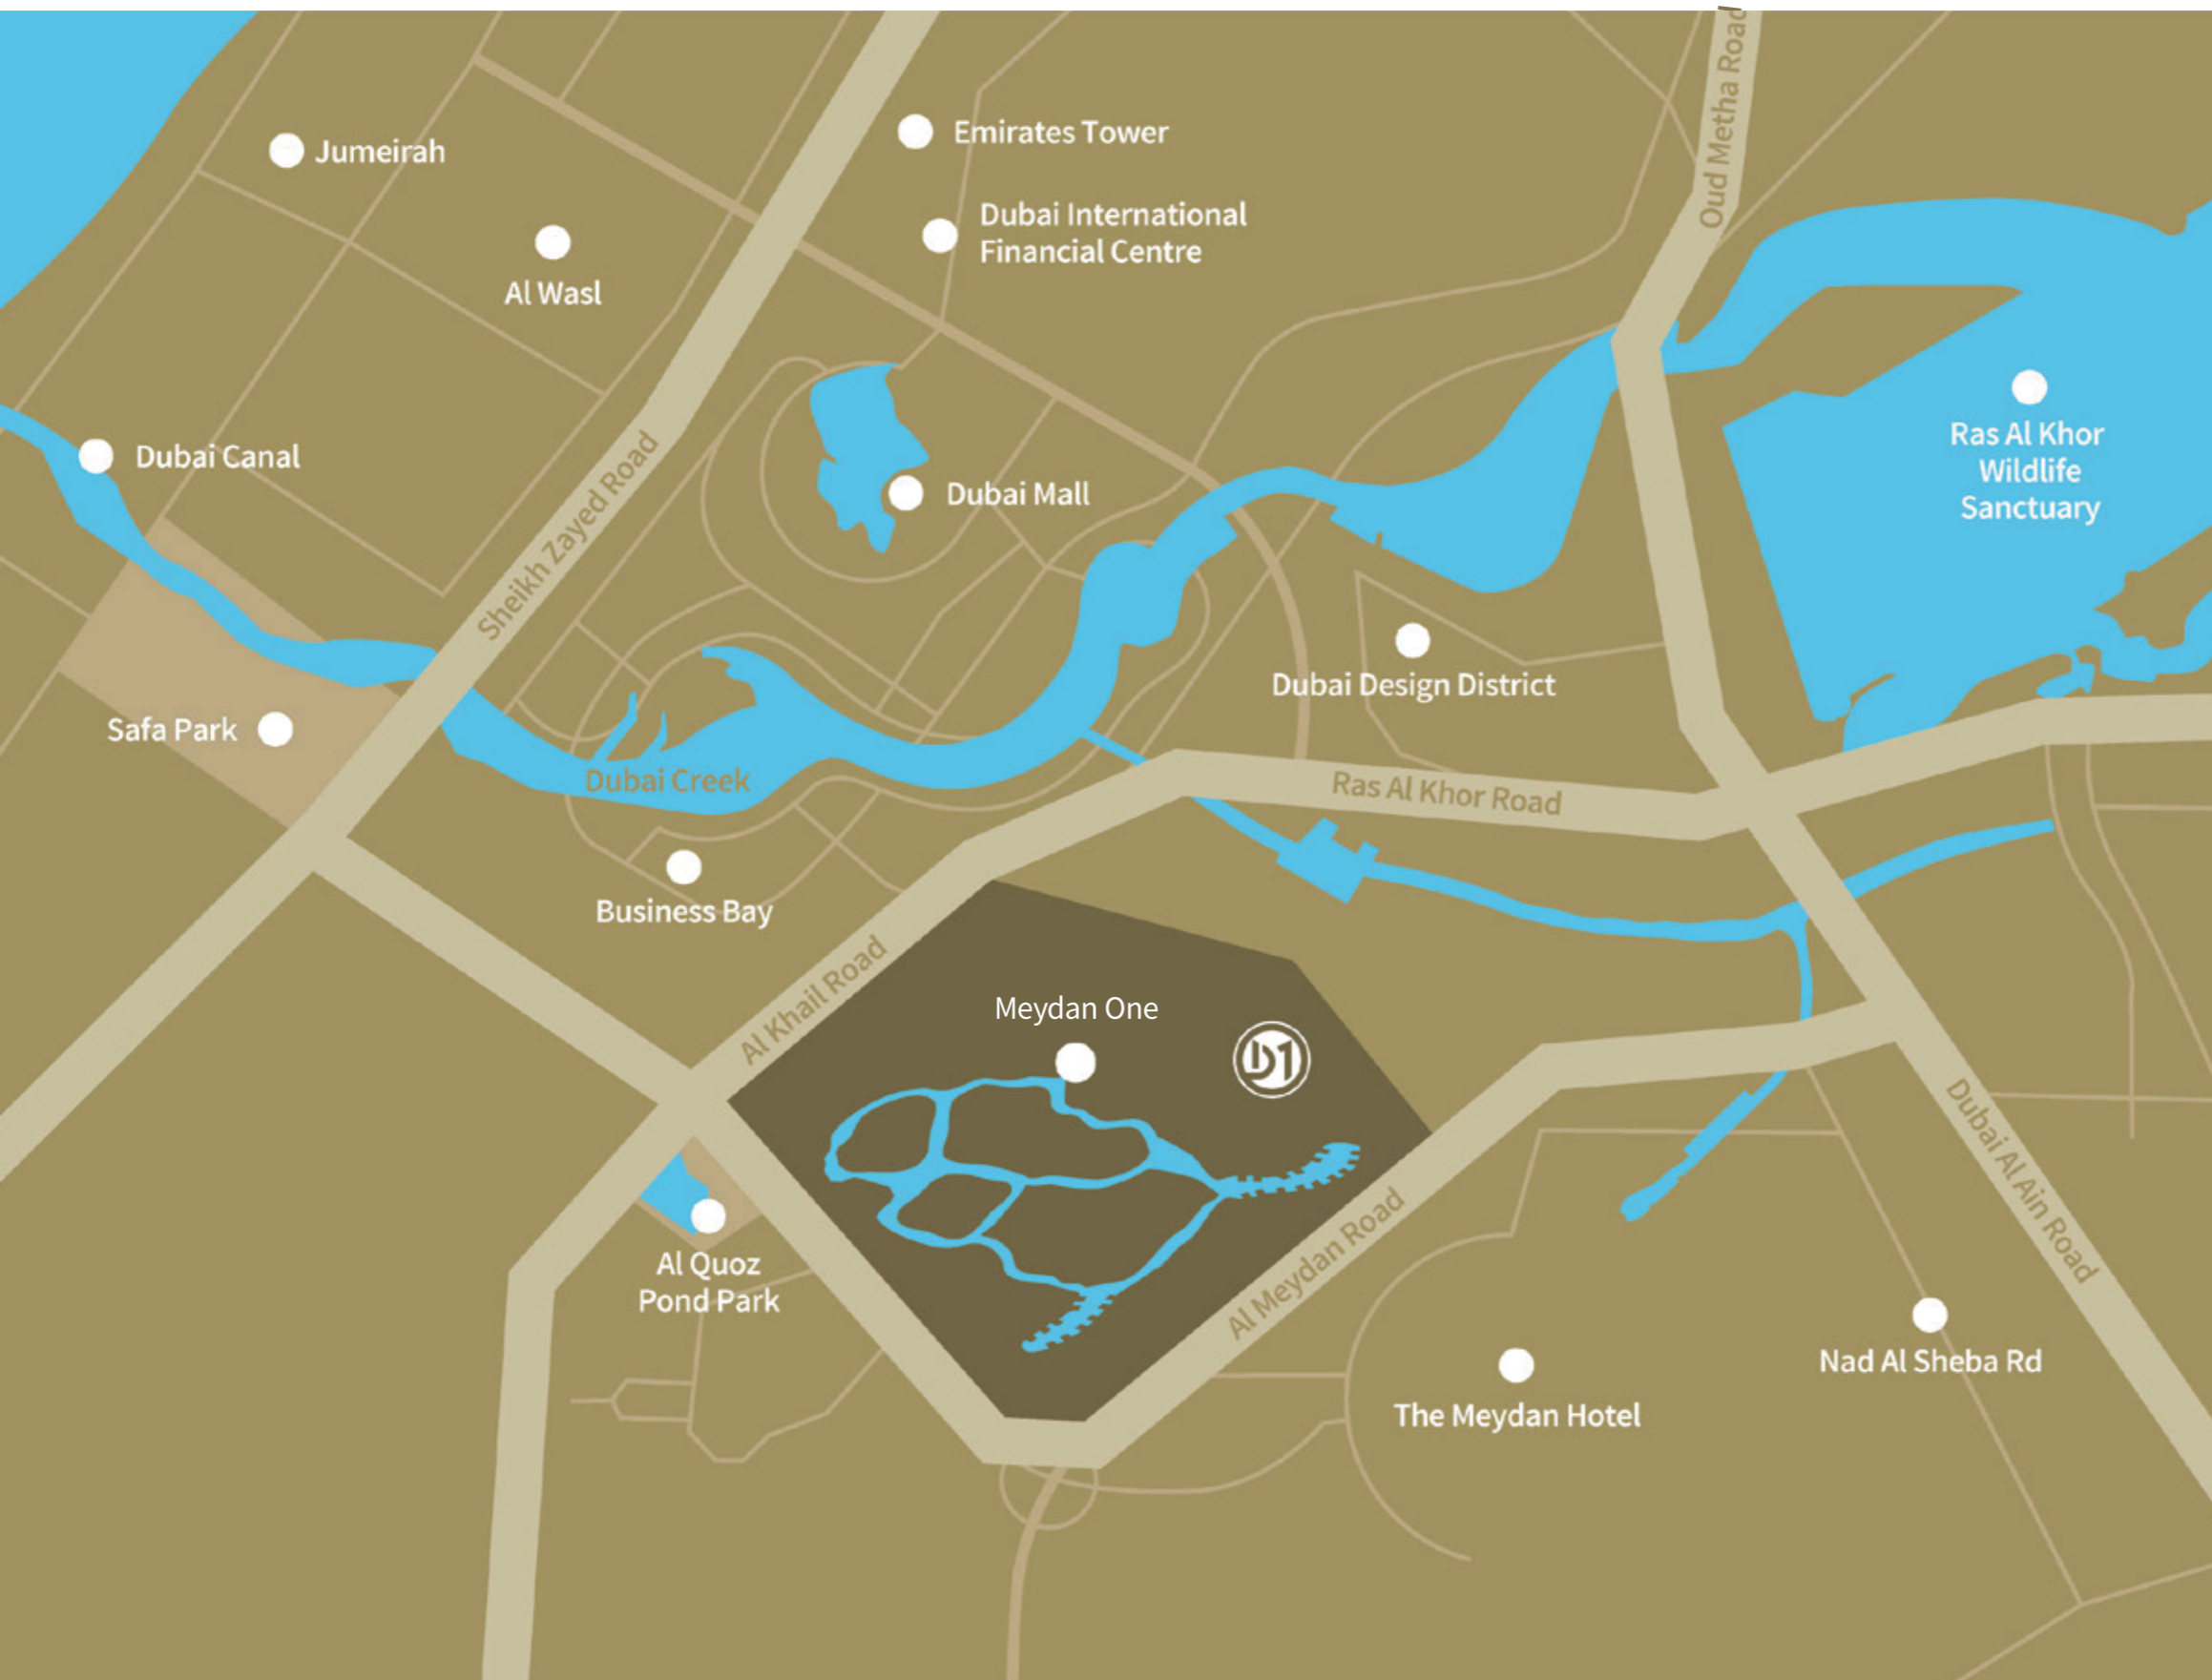 Oud Metha Road
Emirates Tower
Jumeirah
Dubai International
Financial Centre
Al Wasl
Ras Al Khor
Wildlife
Sanctuary
Dubai Canal
Dubai Mall
Sheikh Zayed Road
Dubai Design District
Safa Park
Dubai Creek
Ras Al Khor Road
Business Bay
Al Khail Road
Meydan One
D1
Dubai Al Ain Road
Al Quoz
Pond Park
Al Meydan Road
Nad Al Sheba Rd
The Meydan Hotel